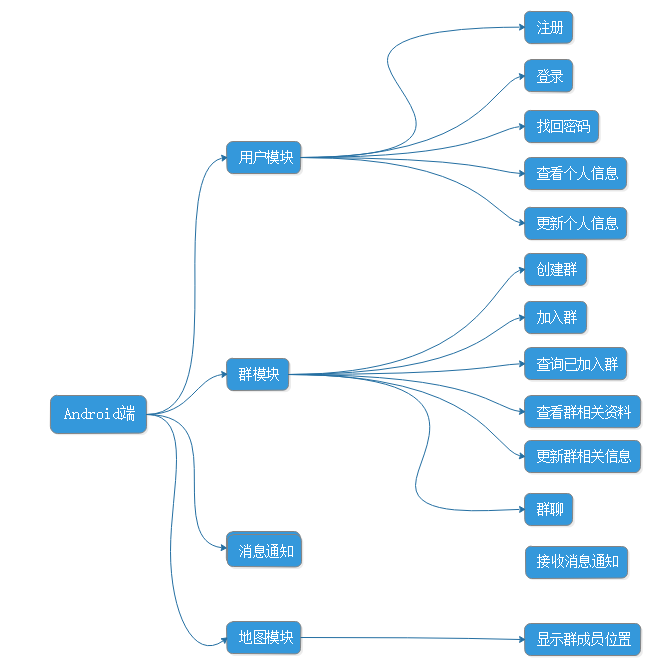 注册
登录
找回密码
用户模块
查看个人信息
更新个人信息
创建群
加入群
查询已加入群
群模块
查看群相关资料
Android端
更新群相关信息
群聊
消息通知
接收消息通知
地图模块
显示群成员位置